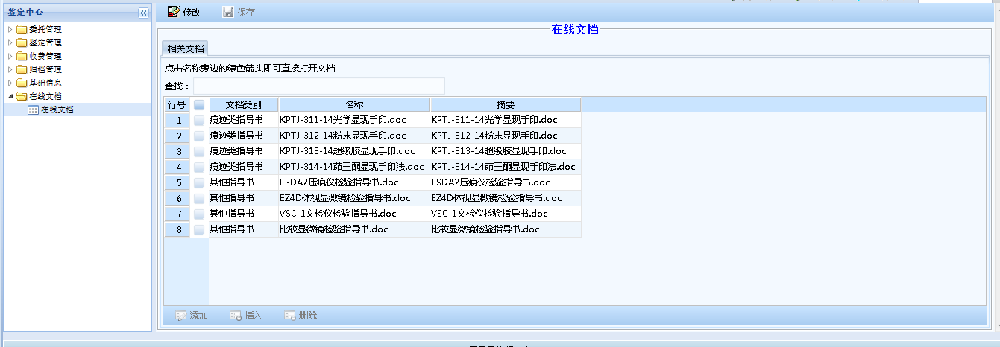 鉴定中心
委托管理
鉴定管理
收费管理
归档管理
基础信息
在线文档
在线文档
修改 保存
在线文档
相关文档
点击名称旁边的绿色箭头即可直接打开文档
查找：
行号 文档类别 名称 摘要
1 痕迹类指导书 KPTJ-311-14光学显现手印.doc KPTJ-311-14光学显现手印.doc
2 痕迹类指导书 KPTJ-312-14粉末显现手印.doc KPTJ-312-14粉末显现手印.doc
3 痕迹类指导书 KPTJ-313-14超级胶显现手印.doc KPTJ-313-14超级胶显现手印.doc
4 痕迹类指导书 KPTJ-314-14茚三酮显现手印法.doc KPTJ-314-14茚三酮显现手印法.doc
5 其他指导书 ESDA2压痕仪检验指导书.doc ESDA2压痕仪检验指导书.doc
6 其他指导书 EZ4D体视显微镜检验指导书.doc EZ4D体视显微镜检验指导书.doc
7 其他指导书 VSC-1文检仪检验指导书.doc VSC-1文检仪检验指导书.doc
8 其他指导书 比较显微镜检验指导书.doc 比较显微镜检验指导书.doc
添加 插入 删除